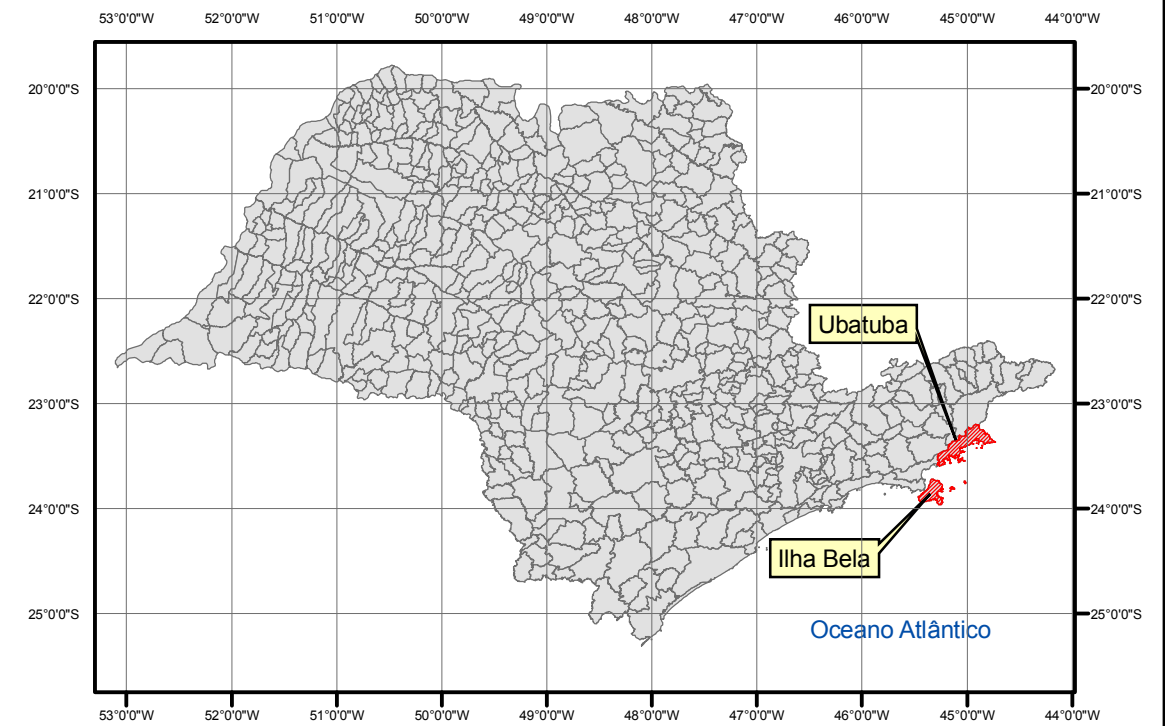 53°0'0"W 52°0'0"W 51°0'0"W 50°0'0"W 49°0'0"W 48°0'0"W 47°0'0"W 46°0'0"W 45°0'0"W 44°0'0"W
20°0'0"S 20°0'0"S
21°0'0"S 21°0'0"S
22°0'0"S 22°0'0"S
Ubatuba
23°0'0"S 23°0'0"S
24°0'0"S 24°0'0"S
Ilha Bela
25°0'0"S 25°0'0"S
Oceano Atlântico
53°0'0"W 52°0'0"W 51°0'0"W 50°0'0"W 49°0'0"W 48°0'0"W 47°0'0"W 46°0'0"W 45°0'0"W 44°0'0"W